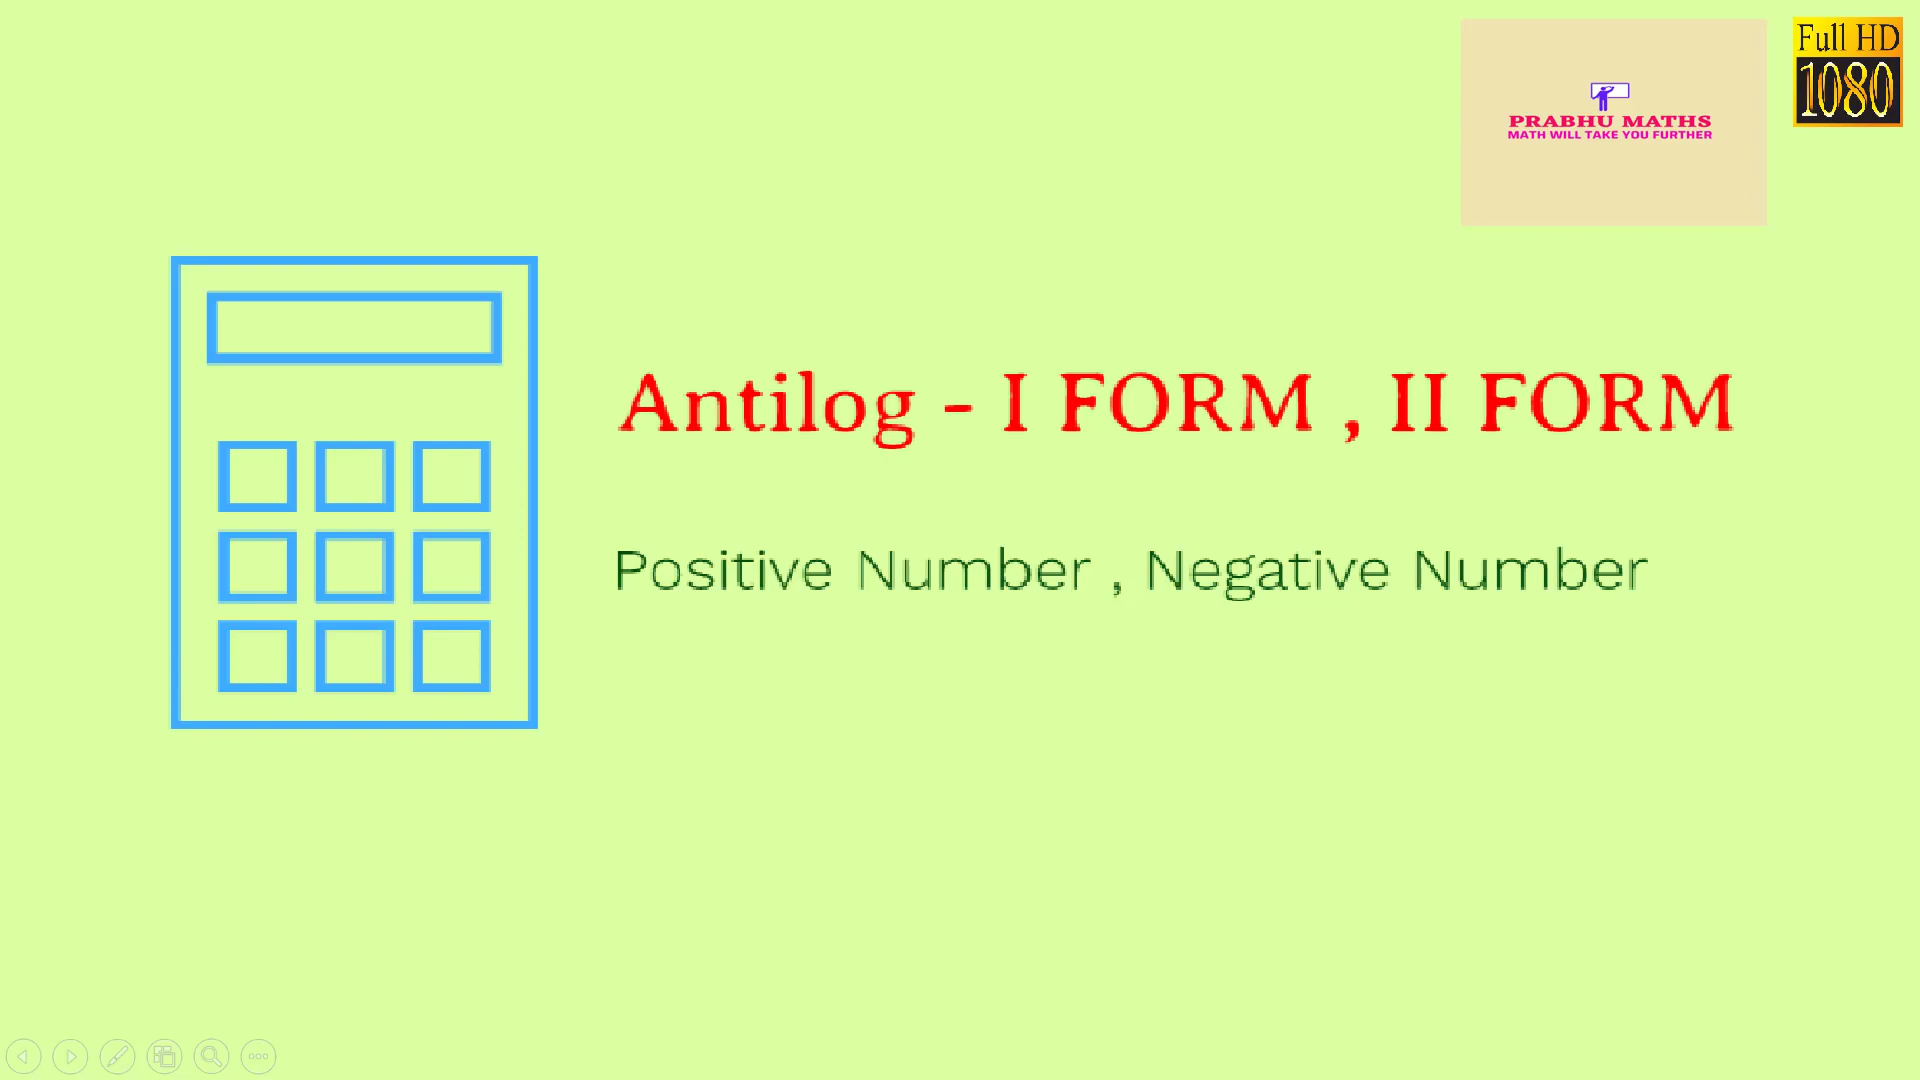 Full HD
1080
PRABHU MATHS
MATH WILL TAKE YOU FURTHER
Antilog - I FORM , II FORM
Positive Number , Negative Number